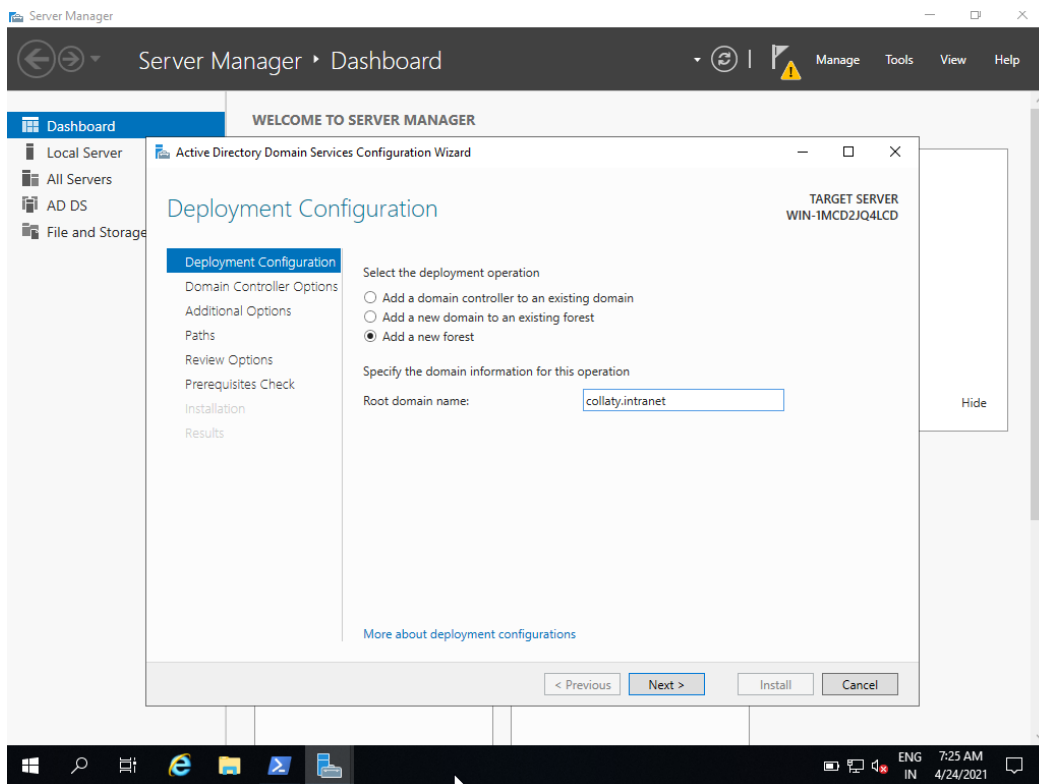 Server Manager
Server Manager • Dashboard
Manage Tools View Help
Dashboard
Local Server
All Servers
AD DS
File and Storage
WELCOME TO SERVER MANAGER
Active Directory Domain Services Configuration Wizard
Deployment Configuration
TARGET SERVER
WIN-1MCD2JQ4LCD
Deployment Configuration
Domain Controller Options
Additional Options
Paths
Review Options
Prerequisites Check
Installation
Results
Select the deployment operation
Add a domain controller to an existing domain
Add a new domain to an existing forest
Add a new forest
Specify the domain information for this operation
Root domain name: collaty.intranet
More about deployment configurations
< Previous Next > Install Cancel
Hide
ENG
IN
7:25 AM
4/24/2021